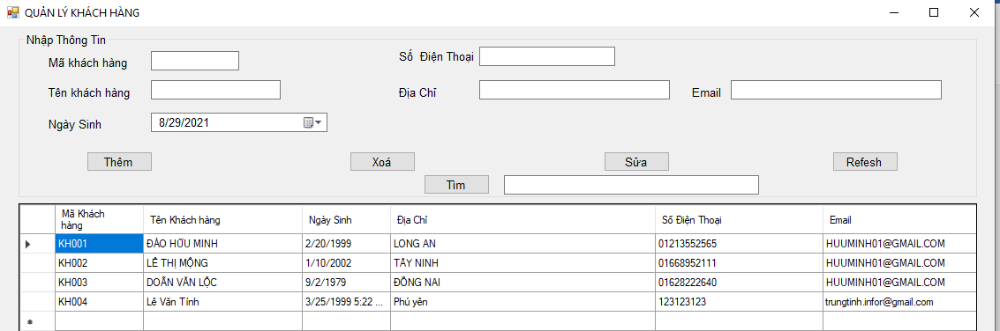 QUẢN LÝ KHÁCH HÀNG
Nhập Thông Tin
Mã khách hàng
Số Điện Thoại
Tên khách hàng
Địa Chỉ
Email
Ngày Sinh
8/29/2021
Thêm
Xoá
Sửa
Refesh
Tìm
Mã Khách hàng Tên Khách hàng Ngày Sinh Địa Chỉ Số Điện Thoại Email
KH001 ĐÀO HỮU MINH 2/20/1999 LONG AN 01213552565 HUUMINH01@GMAIL.COM
KH002 LÊ THỊ MỘNG 1/10/2002 TÂY NINH 01668952111 HUUMINH01@GMAIL.COM
KH003 DOÃN VĂN LỘC 9/2/1979 ĐỒNG NAI 01628222640 HUUMINH01@GMAIL.COM
KH004 Lê Văn Tính 3/25/1999 5:22 ... Phú yên 123123123 trungtinh.infor@gmail.com